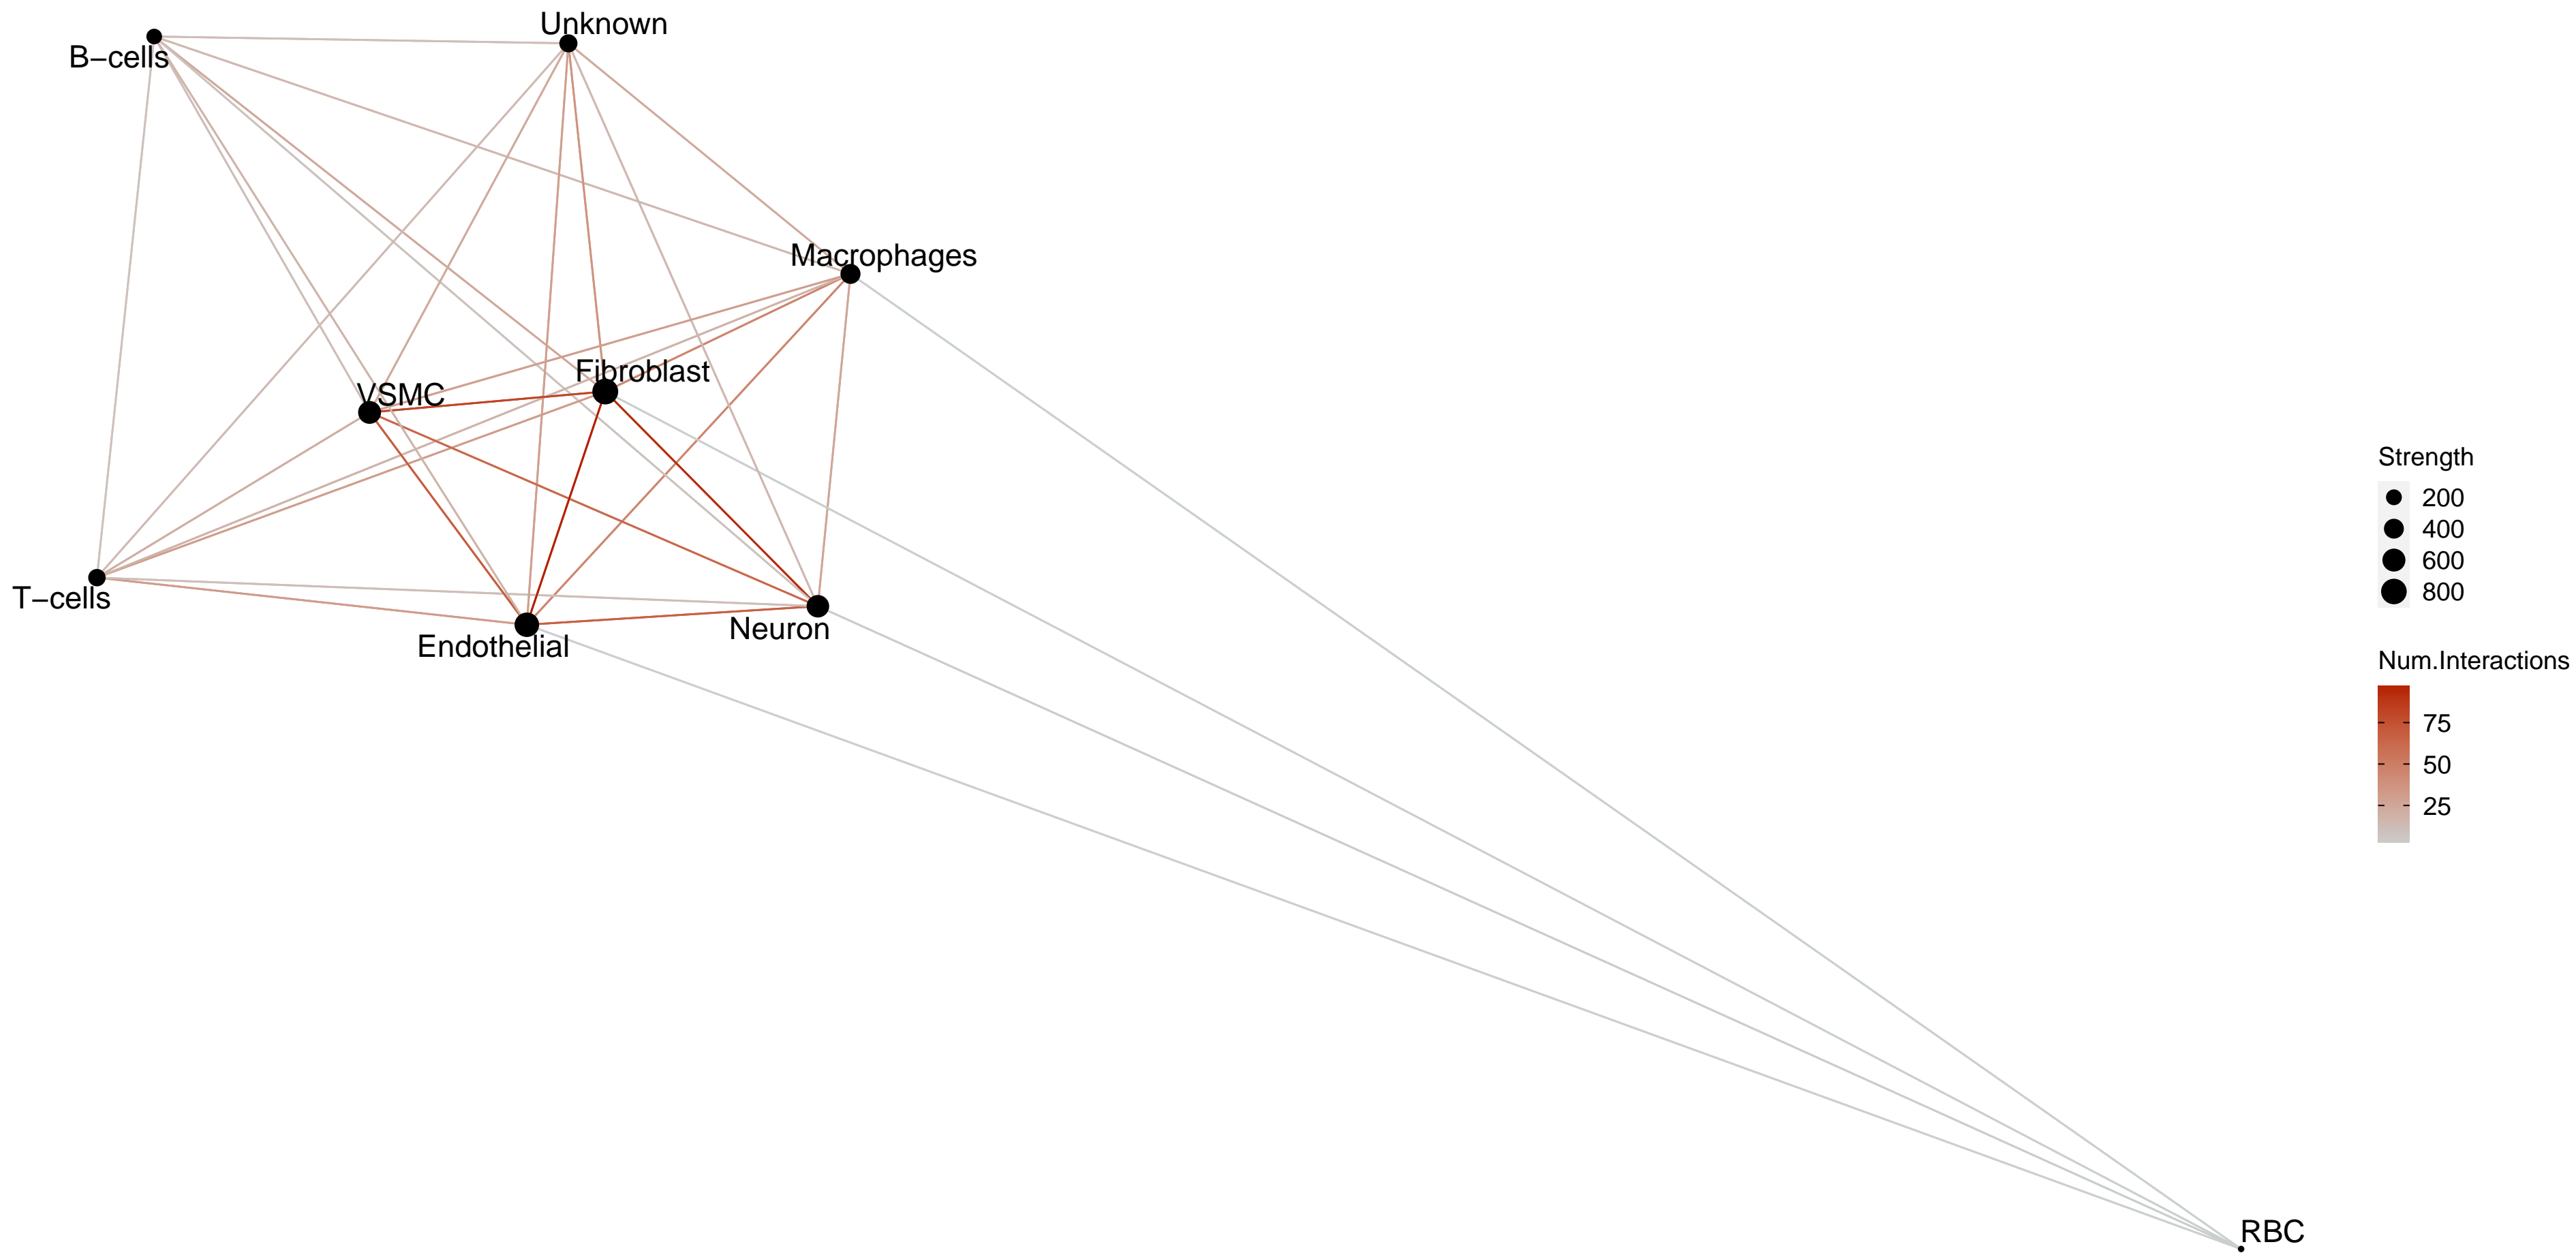 Unknown
B−cells
Macrophages
Fibroblast
VSMC
T−cells
Neuron
Endothelial
RBC
Strength
200
400
600
800
Num.Interactions
75
50
25